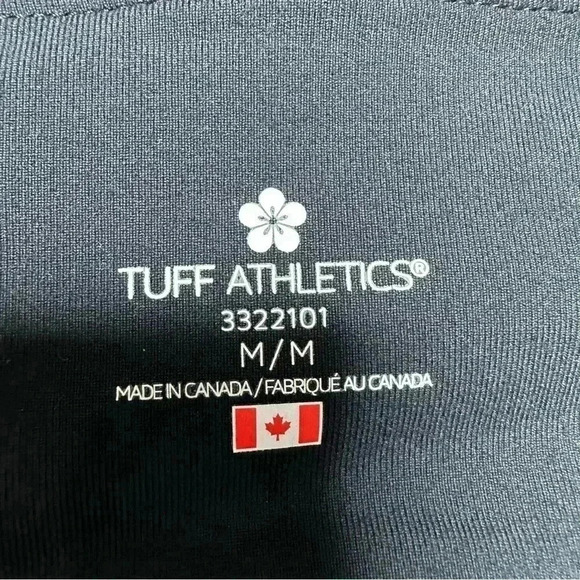 TUFF ATHLETICS®
3322101
M/M
MADE IN CANADA/FABRIQUÉ AU CANADA